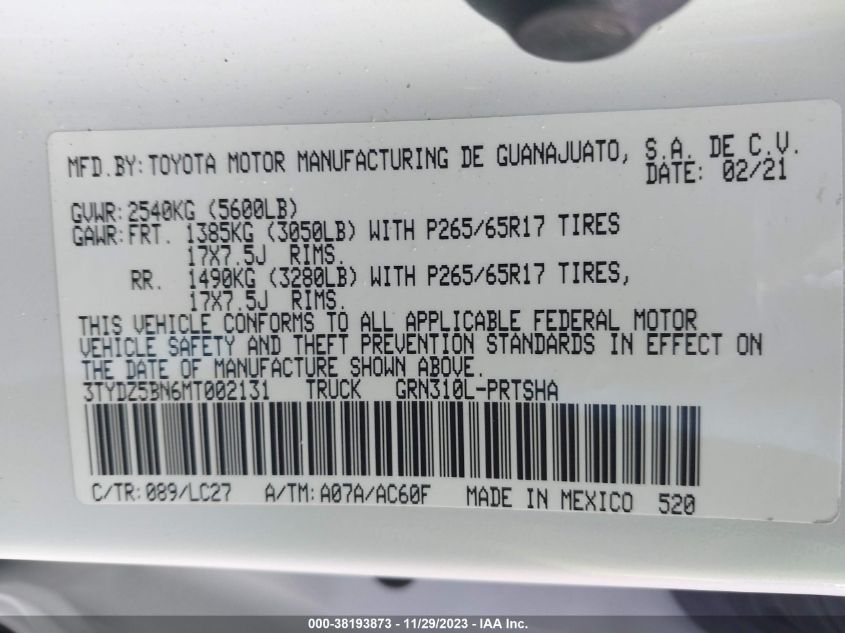 MFD.BY: TOYOTA MOTOR MANUFACTURING DE GUANAJUATO, S.A. DE C.V.
DATE: 02/21
GVWR: 2540KG (5600LB)
GAWR: FRT. 1385KG (3050LB) WITH P265/65R17 TIRES
17X7.5J RIMS.
RR. 1490KG (3280LB) WITH P265/65R17 TIRES,
17X7.5J RIMS.
THIS VEHICLE CONFORMS TO ALL APPLICABLE FEDERAL MOTOR
VEHICLE SAFETY AND THEFT PREVENTION STANDARDS IN EFFECT ON
THE DATE OF MANUFACTURE SHOWN ABOVE.
3TYDZ5BN6MT002131 TRUCK GRN310L-PRTSHA
C/TR: 089/LC27 A/TM: A07A/AC60F MADE IN MEXICO 520
000-38193873 - 11/29/2023 - IAA Inc.